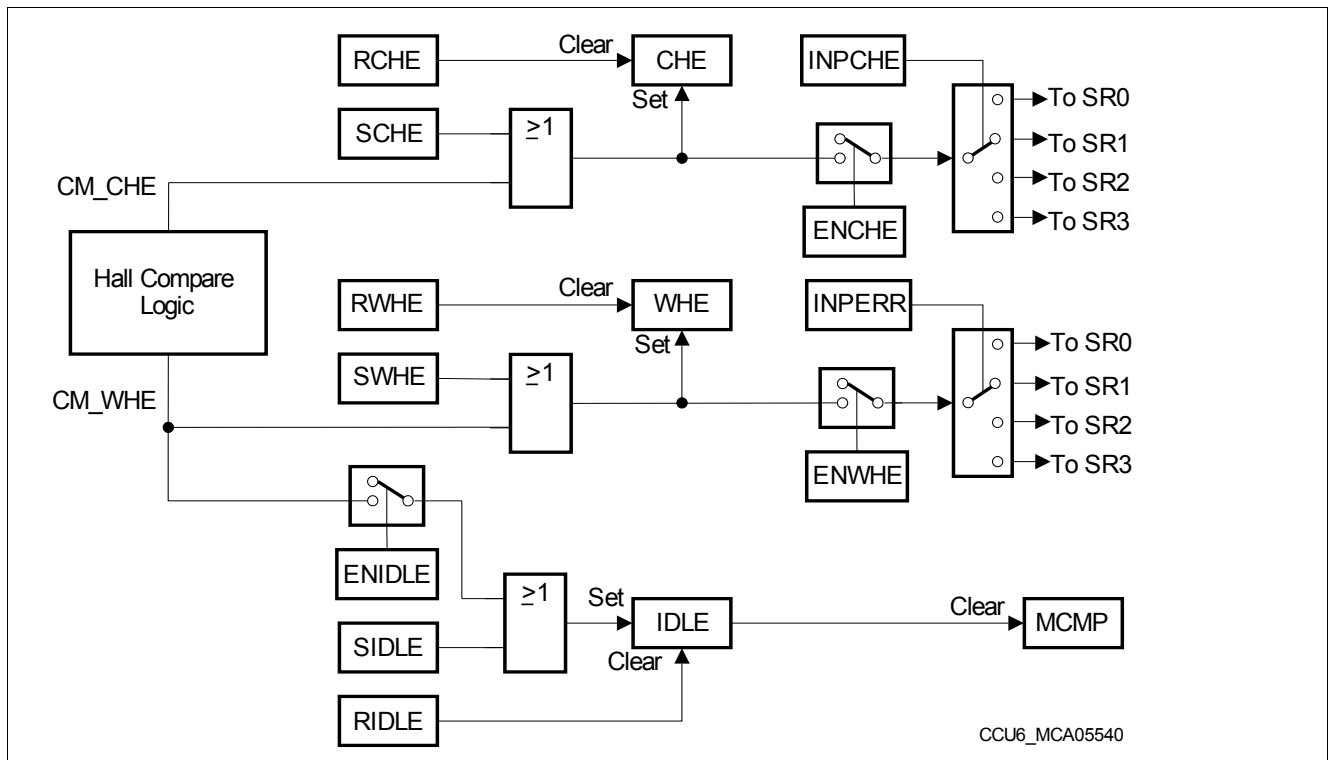 RCHE
Clear
CHE
INPCHE
Set
SCHE
≥1
To SR0
To SR1
To SR2
To SR3
CM_CHE
ENCHE
Hall Compare
Logic
RWHE
Clear
WHE
INPERR
Set
SWHE
≥1
To SR0
To SR1
To SR2
To SR3
CM_WHE
ENWHE
ENIDLE
≥1
Set
IDLE
Clear
MCMP
SIDLE
Clear
RIDLE
CCU6_MCA05540